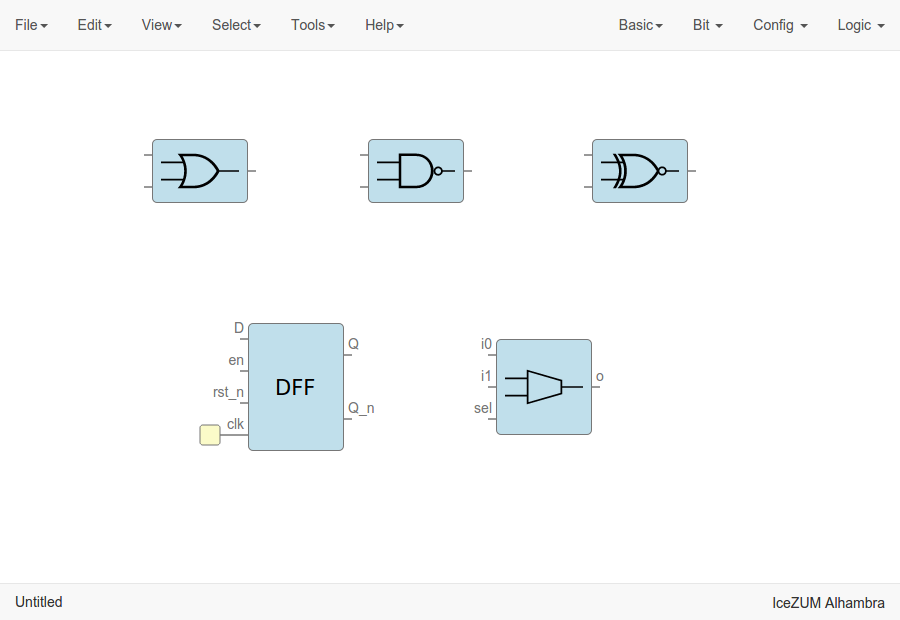 File Edit View Select Tools Help Basic Bit Config Logic
D
en
rst_n
clk
DFF
Q
Q_n
i0
i1
sel
o
Untitled
IceZUM Alhambra